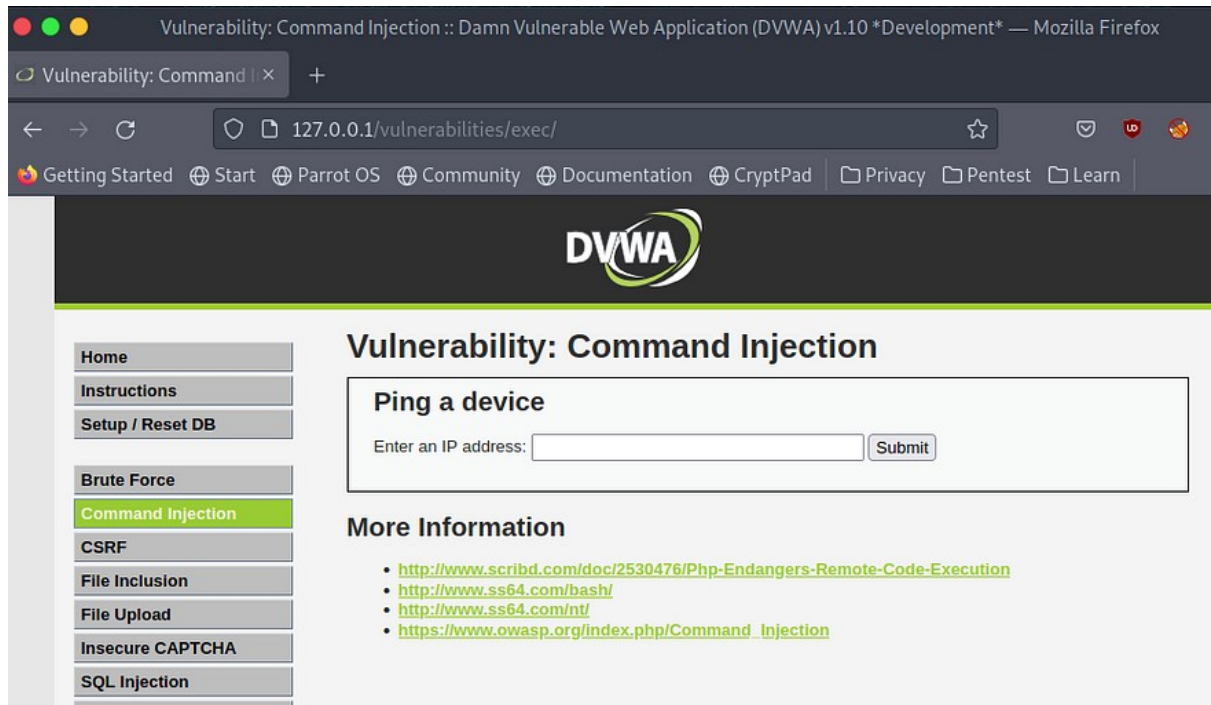 Vulnerability: Command Injection :: Damn Vulnerable Web Application (DVWA) v1.10 *Development* — Mozilla Firefox
Vulnerability: Command I
127.0.0.1/vulnerabilities/exec/
Getting Started Start Parrot OS Community Documentation CryptPad Privacy Pentest Learn
DVWA
Home
Instructions
Setup / Reset DB
Brute Force
Command Injection
CSRF
File Inclusion
File Upload
Insecure CAPTCHA
SQL Injection
Vulnerability: Command Injection
Ping a device
Enter an IP address: Submit
More Information
http://www.scribd.com/doc/2530476/Php-Endangers-Remote-Code-Execution
http://www.ss64.com/bash/
http://www.ss64.com/nt/
https://www.owasp.org/index.php/Command_Injection